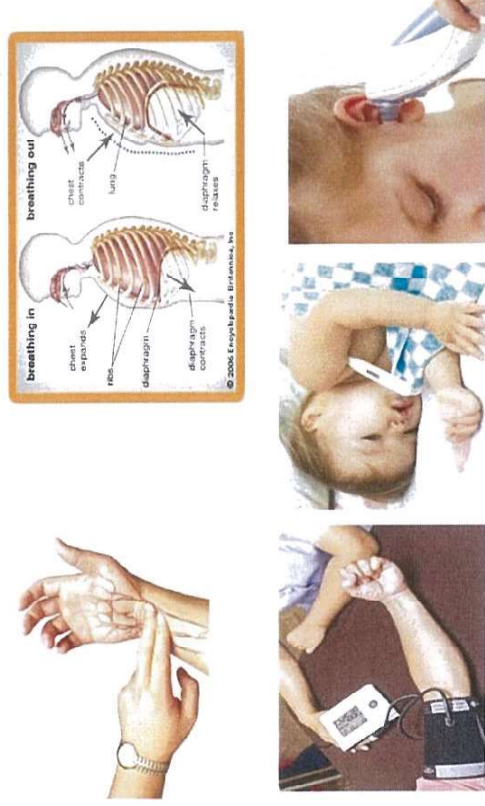 breathing in
chest
expands
ribs
diaphragm
diaphragm
contracts
breathing out
chest
contracts
lung
diaphragm
relaxes
© 2006 Encyclopædia Britannica, Inc